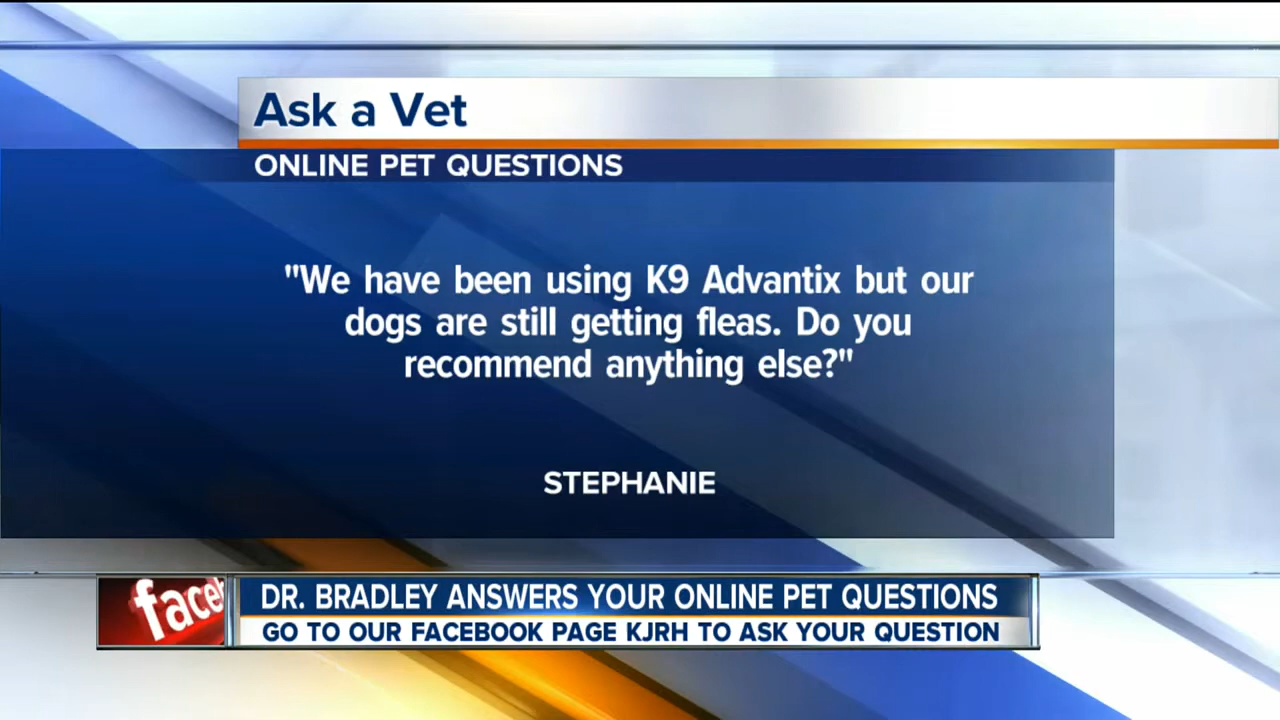 Ask a Vet
ONLINE PET QUESTIONS
"We have been using K9 Advantix but our
dogs are still getting fleas. Do you
recommend anything else?"
STEPHANIE
faceb
DR. BRADLEY ANSWERS YOUR ONLINE PET QUESTIONS
GO TO OUR FACEBOOK PAGE KJRH TO ASK YOUR QUESTION